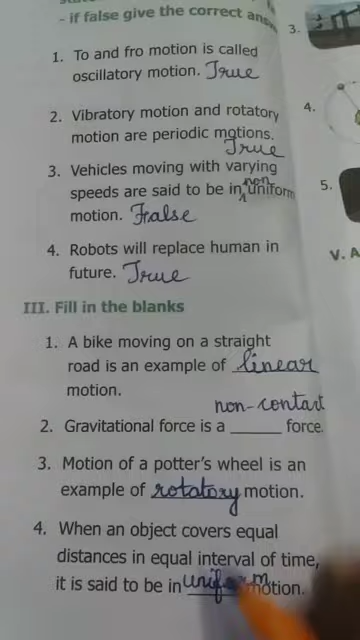 - if false give the correct
3.
1. To and fro motion is called
oscillatory motion. True
4.
2. Vibratory motion and rotatory
motion are periodic motions.
True
3. Vehicles moving with varying
non
speeds are said to be in uniform
5.
motion. False
4. Robots will replace human in
V. A
future. True
III. Fill in the blanks
1. A bike moving on a straight
road is an example of linear
motion.
non-contact
2. Gravitational force is a ______ force.
3. Motion of a potter's wheel is an
example of rotatory motion.
4. When an object covers equal
distances in equal interval of time,
it is said to be in uniform motion.